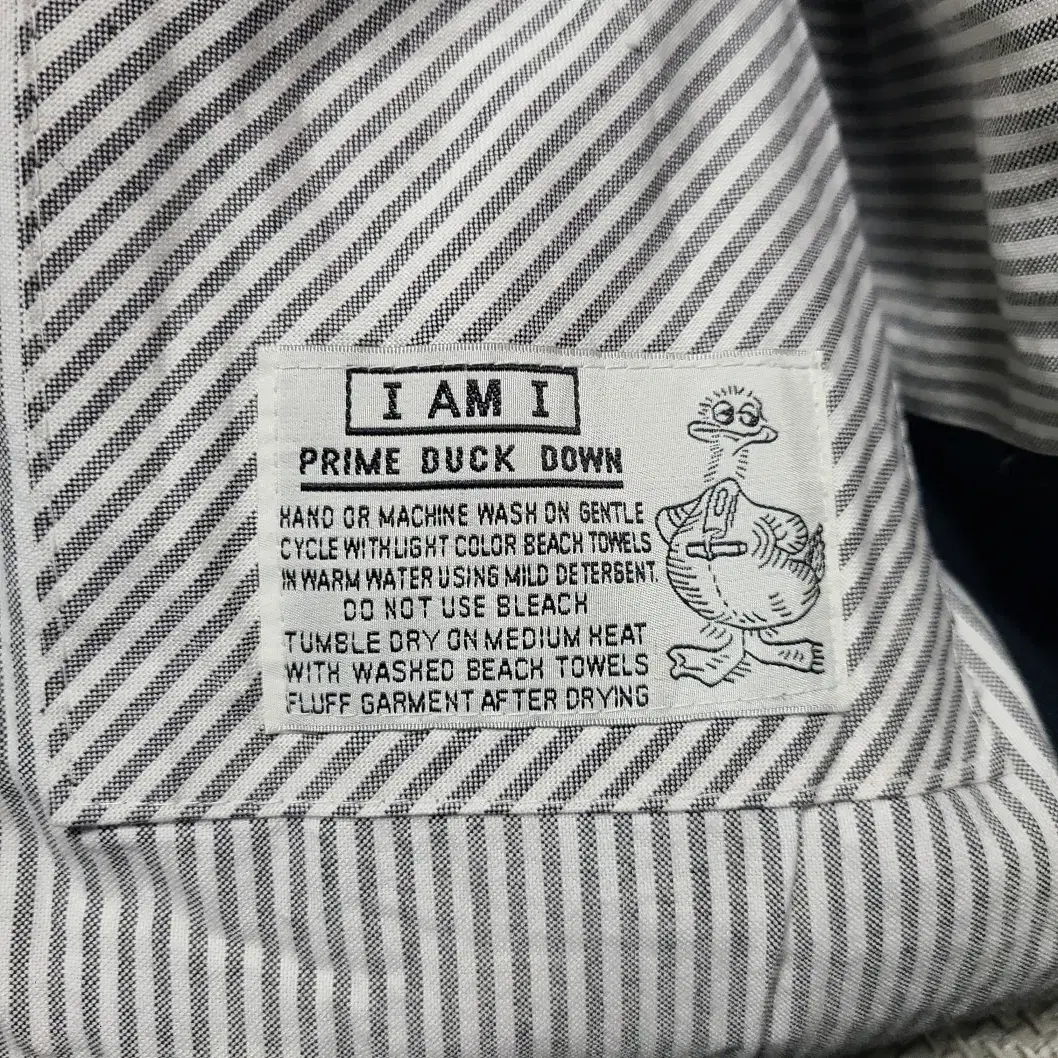 I AM I
PRIME DUCK DOWN
HAND OR MACHINE WASH ON GENTLE
CYCLE WITH LIGHT COLOR BEACH TOWELS
IN WARM WATER USING MILD DETERGENT.
DO NOT USE BLEACH
TUMBLE DRY ON MEDIUM HEAT
WITH WASHED BEACH TOWELS
FLUFF GARMENT AFTER DRYING